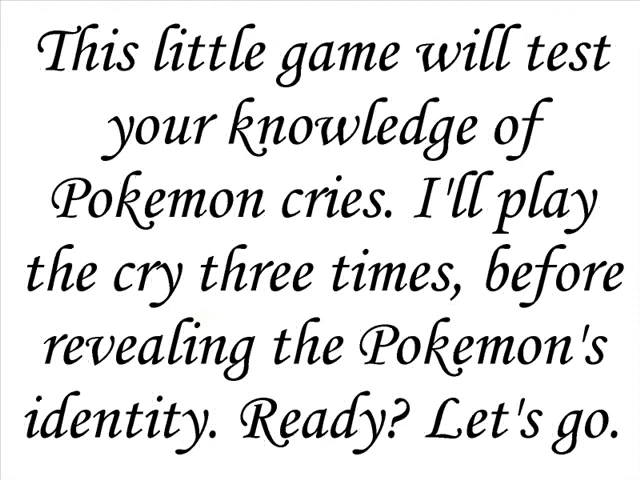 This little game will test
your knowledge of
Pokemon cries. I'll play
the cry three times, before
revealing the Pokemon's
identity. Ready? Let's go.